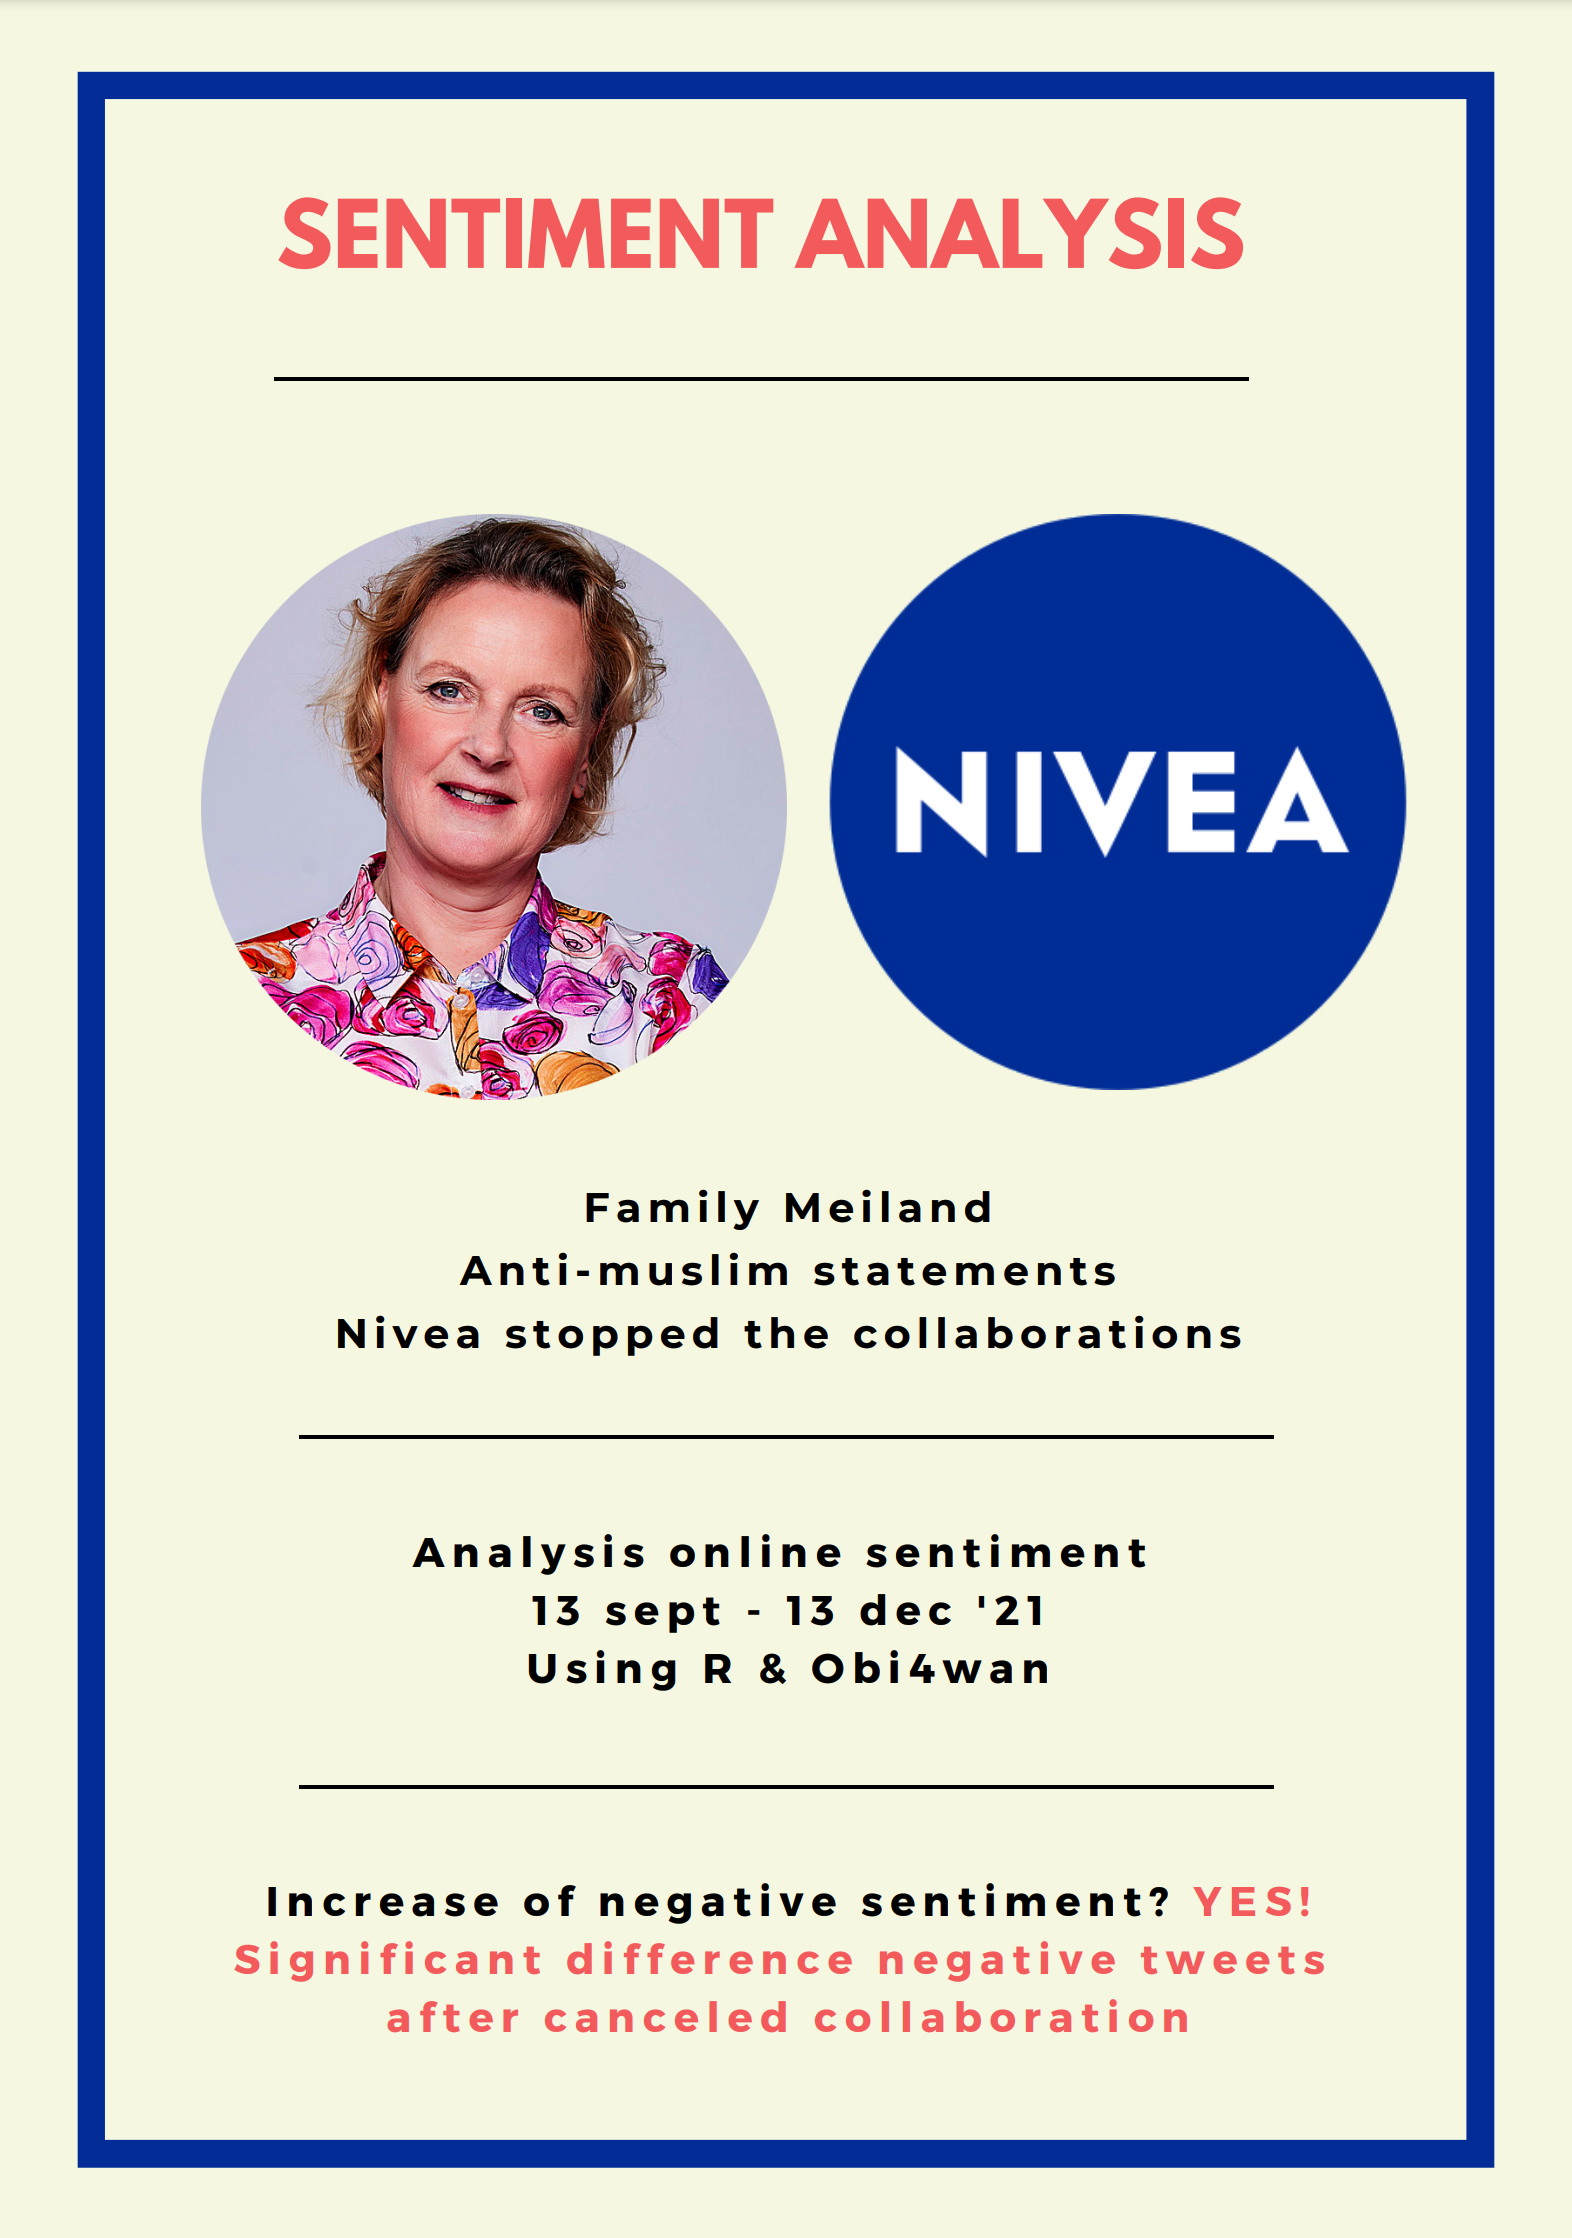 SENTIMENT ANALYSIS
NIVEA
Family Meiland
Anti-muslim statements
Nivea stopped the collaborations
Analysis online sentiment
13 sept - 13 dec '21
Using R & Obi4wan
Increase of negative sentiment? YES!
Significant difference negative tweets
after canceled collaboration